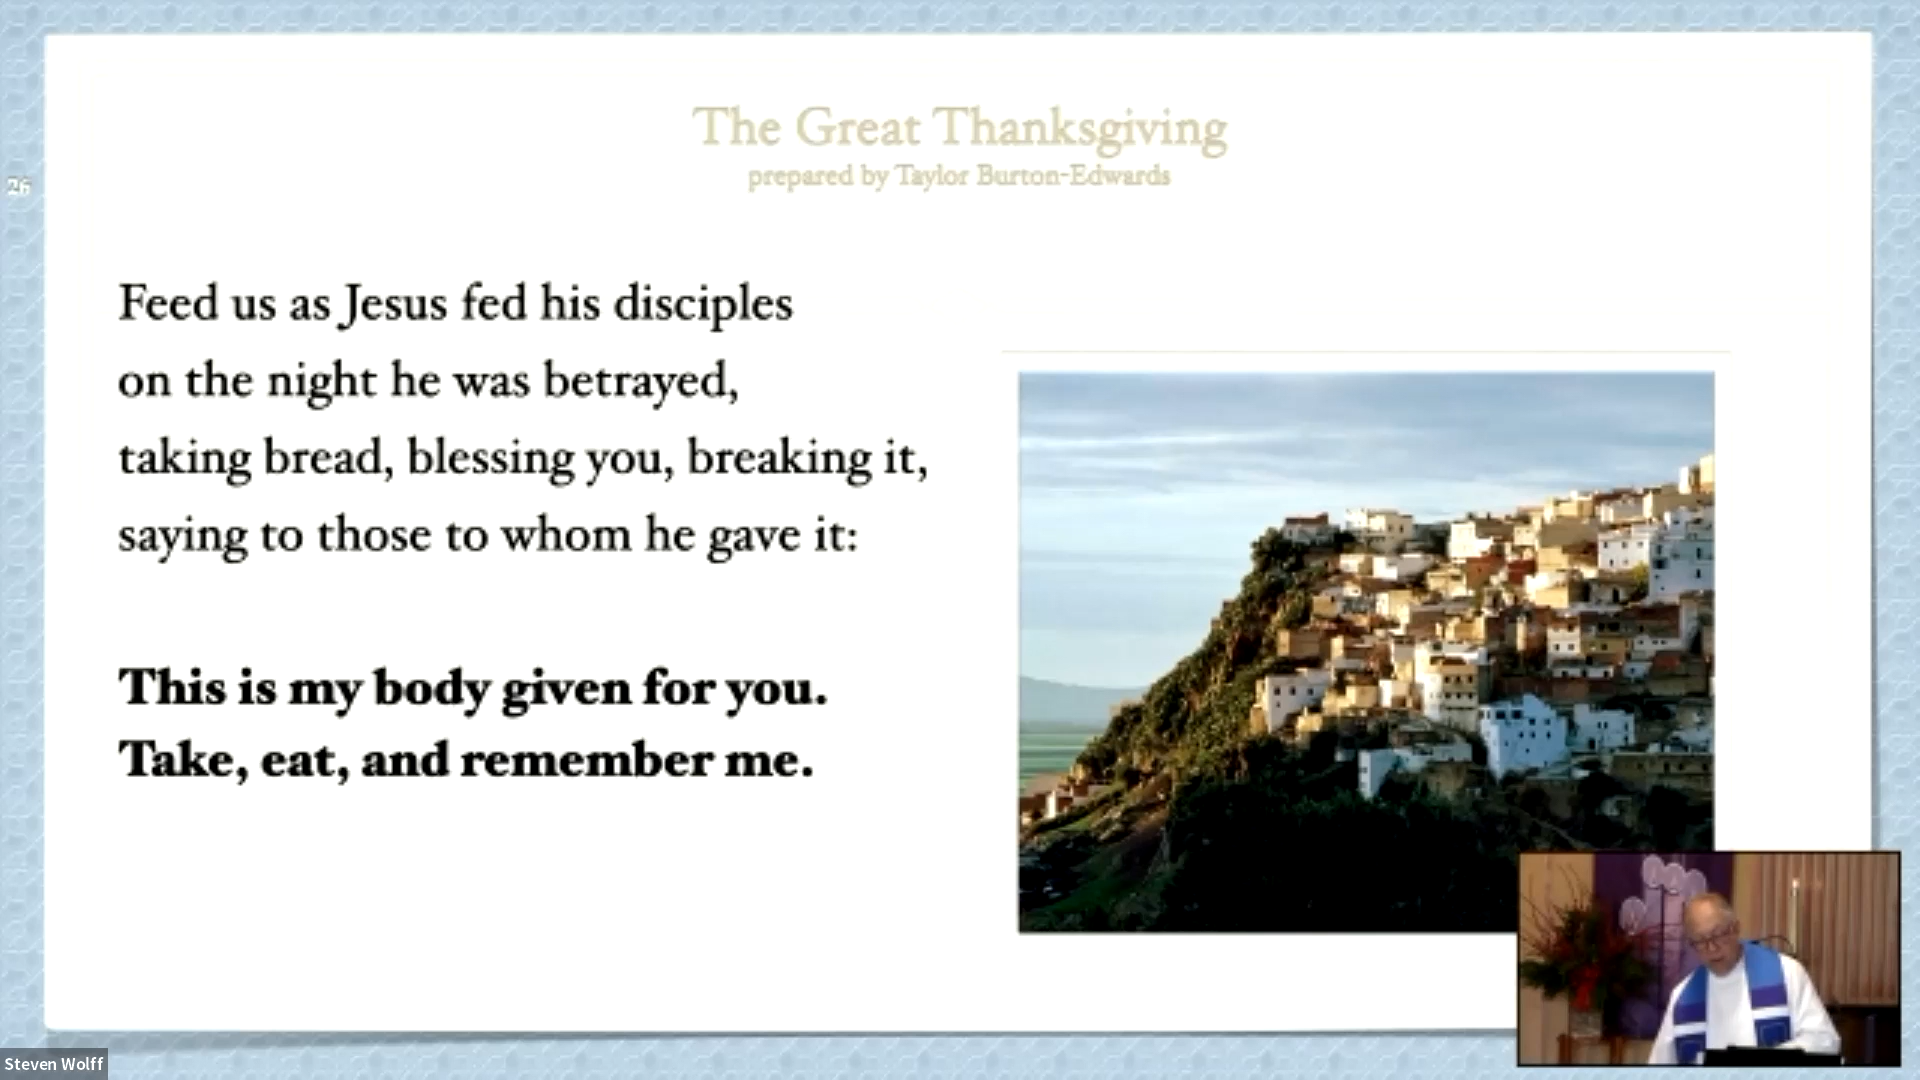 The Great Thanksgiving
prepared by Taylor Burton-Edwards
26
Feed us as Jesus fed his disciples
on the night he was betrayed,
taking bread, blessing you, breaking it,
saying to those to whom he gave it:
This is my body given for you.
Take, eat, and remember me.
Steven Wolff